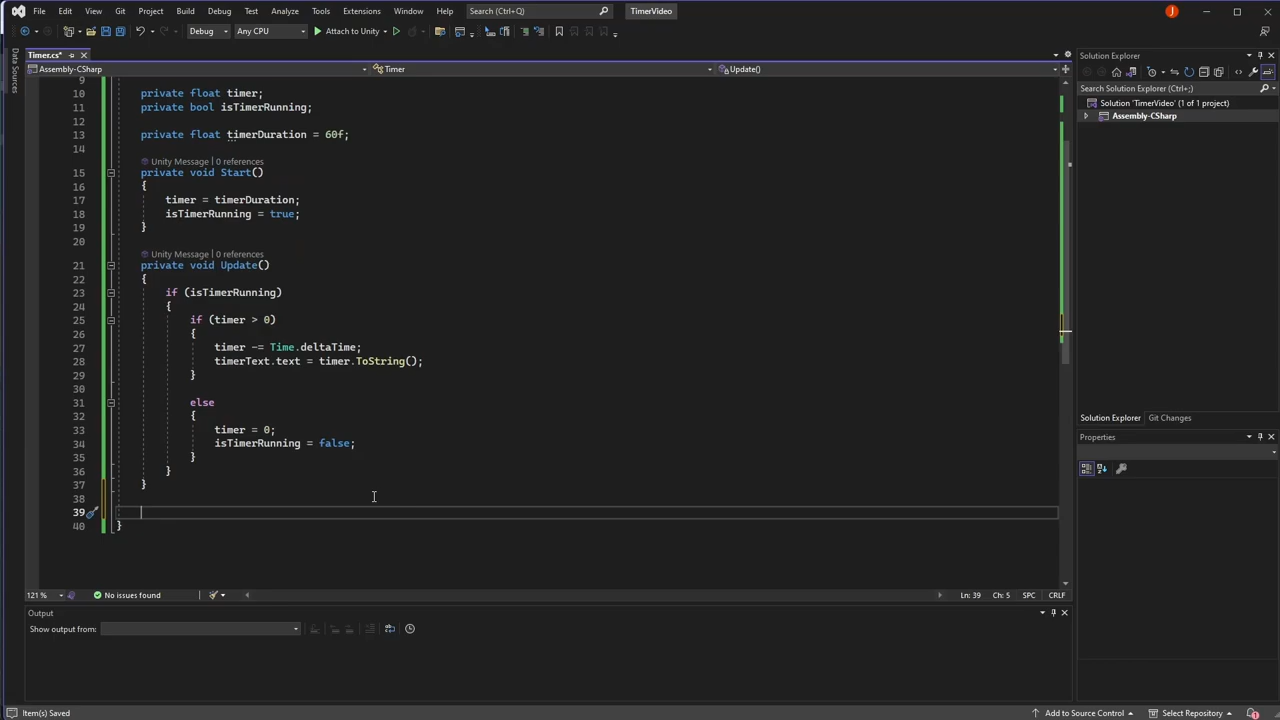 File Edit View Git Project Build Debug Test Analyze Tools Extensions Window Help Search (Ctrl+Q) TimerVideo J
Debug Any CPU Attach to Unity
Data Sources
Timer.cs*
Assembly-CSharp Timer Update()
9
10 private float timer;
11 private bool isTimerRunning;
12
13 private float timerDuration = 60f;
14
Unity Message | 0 references
15 private void Start()
16 {
17 timer = timerDuration;
18 isTimerRunning = true;
19 }
20
Unity Message | 0 references
21 private void Update()
22 {
23 if (isTimerRunning)
24 {
25 if (timer > 0)
26 {
27 timer -= Time.deltaTime;
28 timerText.text = timer.ToString();
29 }
30
31 else
32 {
33 timer = 0;
34 isTimerRunning = false;
35 }
36 }
37 }
38
39
40 }
121 % No issues found Ln: 39 Ch: 5 SPC CRLF
Output
Show output from:
Solution Explorer
Search Solution Explorer (Ctrl+;)
Solution 'TimerVideo' (1 of 1 project)
Assembly-CSharp
Solution Explorer Git Changes
Properties
Item(s) Saved Add to Source Control Select Repository 1